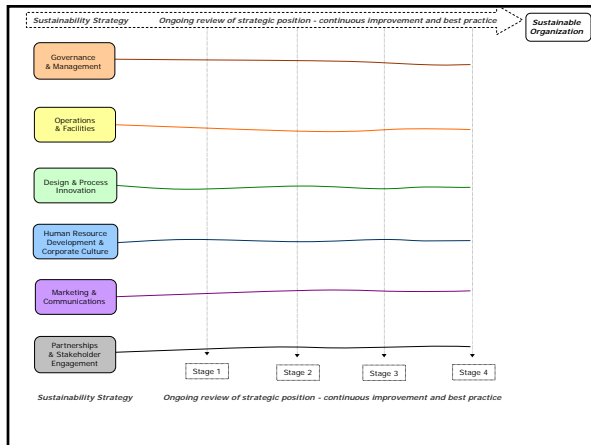 Sustainability Strategy Ongoing review of strategic position - continuous improvement and best practice
Sustainable
Organization
Governance
& Management
Operations
& Facilities
Design & Process
Innovation
Human Resource
Development &
Corporate Culture
Marketing &
Communications
Partnerships
& Stakeholder
Engagement
Stage 1
Stage 2
Stage 3
Stage 4
Sustainability Strategy Ongoing review of strategic position - continuous improvement and best practice